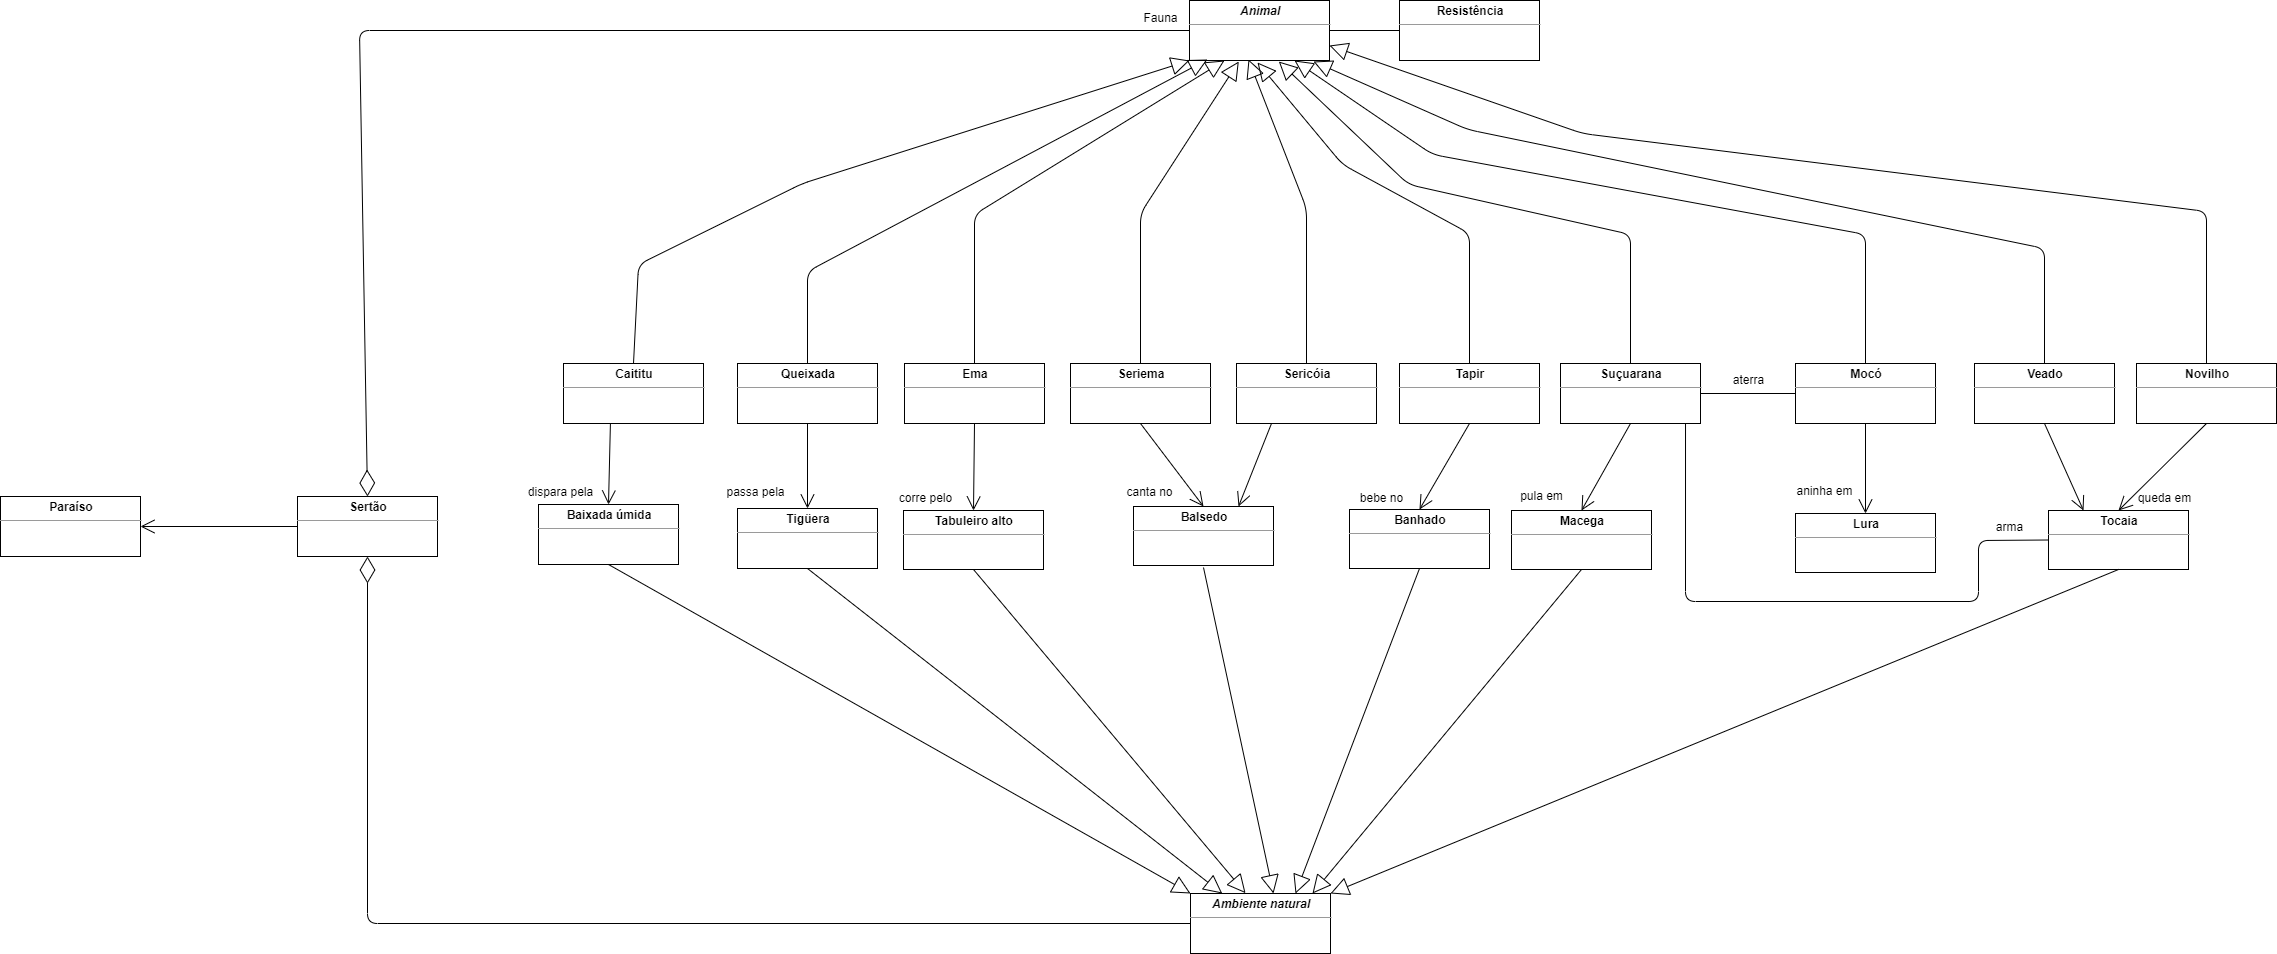 Fauna
Animal
Resistência
Caititu
Queixada
Ema
Seriema
Sericóia
Tapir
Suçuarana
aterra
Mocó
Veado
Novilho
dispara pela
passa pela
corre pelo
canta no
bebe no
pula em
aninha em
queda em
Paraíso
Sertão
Baixada úmida
Tigüera
Tabuleiro alto
Balsedo
Banhado
Macega
Lura
arma
Tocaia
Ambiente natural